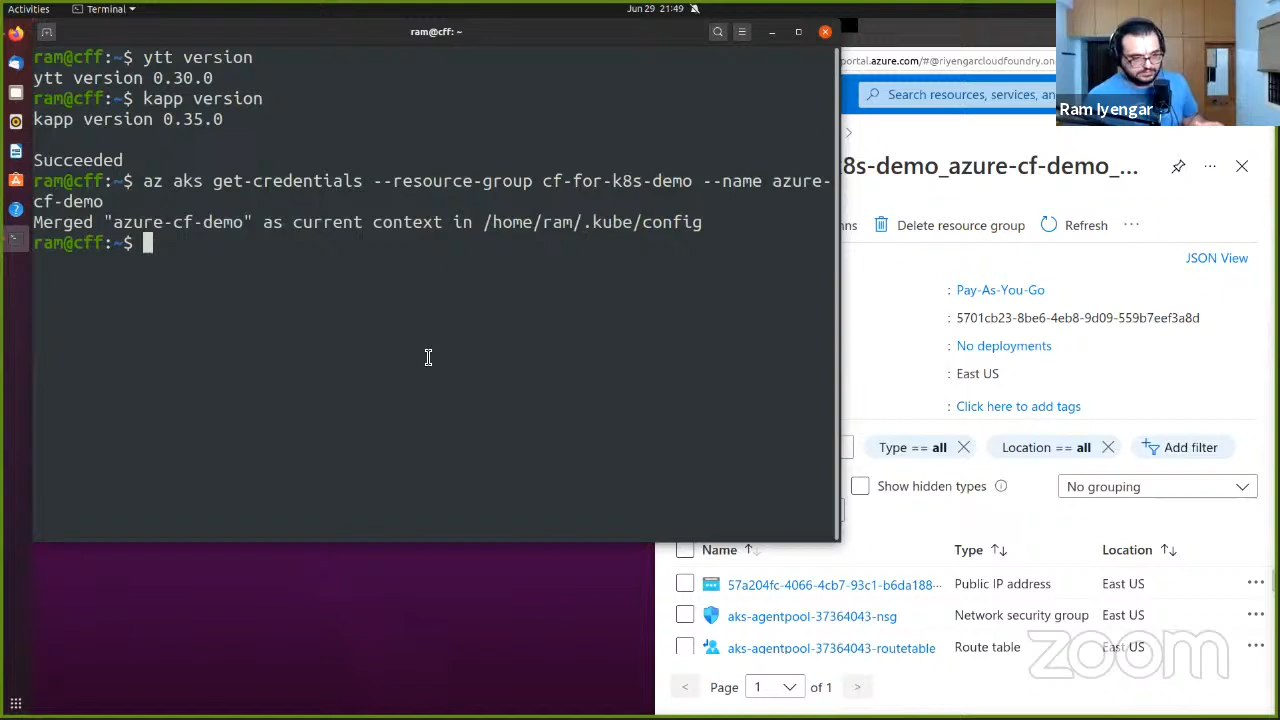 Activities
Terminal
Jun 29 21:49
ram@cff: ~
ram@cff:~$ ytt version
ytt version 0.30.0
ram@cff:~$ kapp version
kapp version 0.35.0
Succeeded
ram@cff:~$ az aks get-credentials --resource-group cf-for-k8s-demo --name azure-
cf-demo
Merged "azure-cf-demo" as current context in /home/ram/.kube/config
ram@cff:~$
portal.azure.com/#@riyengarcloudfoundry.on
Search resources, services, an
Ram Iyengar
8s-demo_azure-cf-demo_...
ns
Delete resource group
Refresh
...
JSON View
: Pay-As-You-Go
: 5701cb23-8be6-4eb8-9d09-559b7eef3a8d
: No deployments
: East US
: Click here to add tags
Type == all
Location == all
Add filter
Show hidden types
No grouping
Name
Type
Location
57a204fc-4066-4cb7-93c1-b6da188...
Public IP address
East US
...
aks-agentpool-37364043-nsg
Network security group
East US
...
aks-agentpool-37364043-routetable
Route table
East US
...
< Page 1 of 1 >
zoom